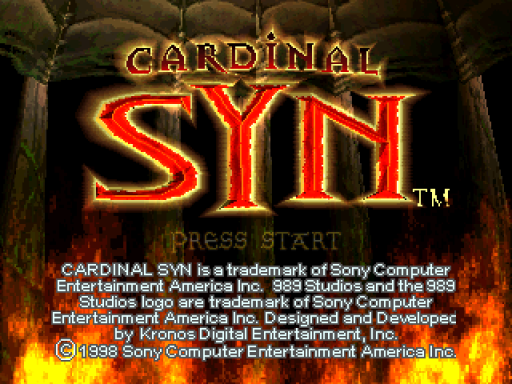 CARDINAL
SYN
TM
PRESS START
CARDINAL SYN is a trademark of Sony Computer
Entertainment America Inc. 989 Studios and the 989
Studios logo are trademark of Sony Computer
Entertainment America Inc. Designed and Developed
by Kronos Digital Entertainment, Inc.
©1998 Sony Computer Entertainment America Inc.